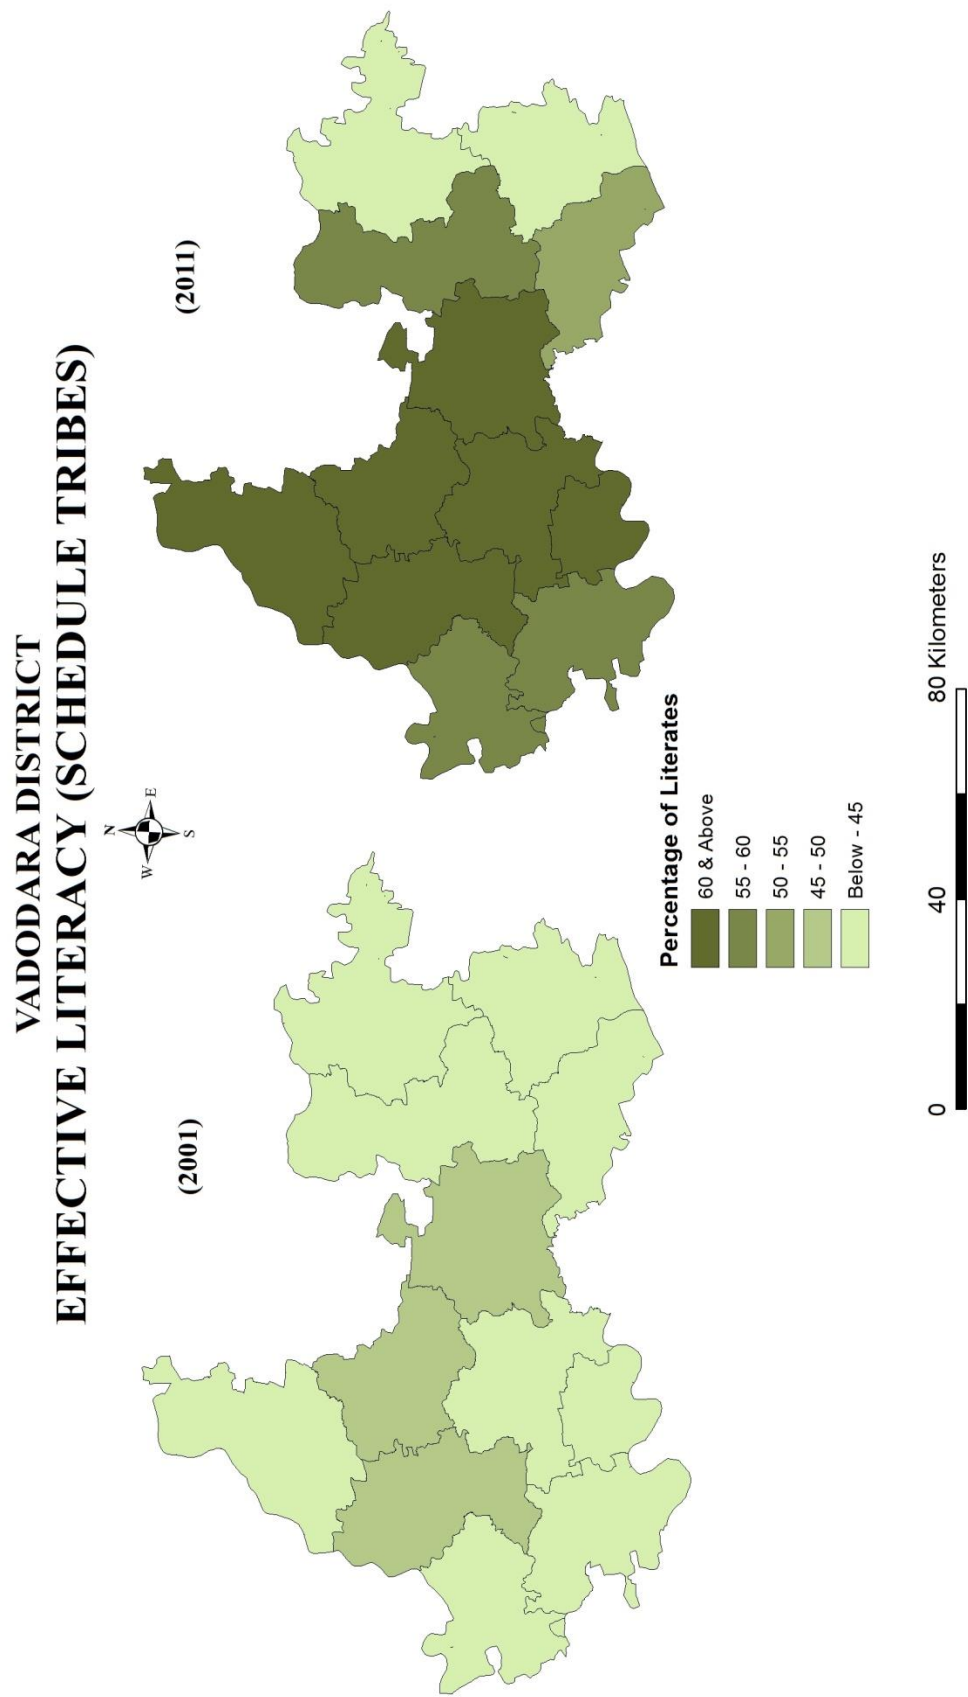 VADODARA DISTRICT
EFFECTIVE LITERACY (SCHEDULE TRIBES)
N
W
E
S
(2001)
(2011)
Percentage of Literates
60 & Above
55 - 60
50 - 55
45 - 50
Below - 45
0 40 80 Kilometers